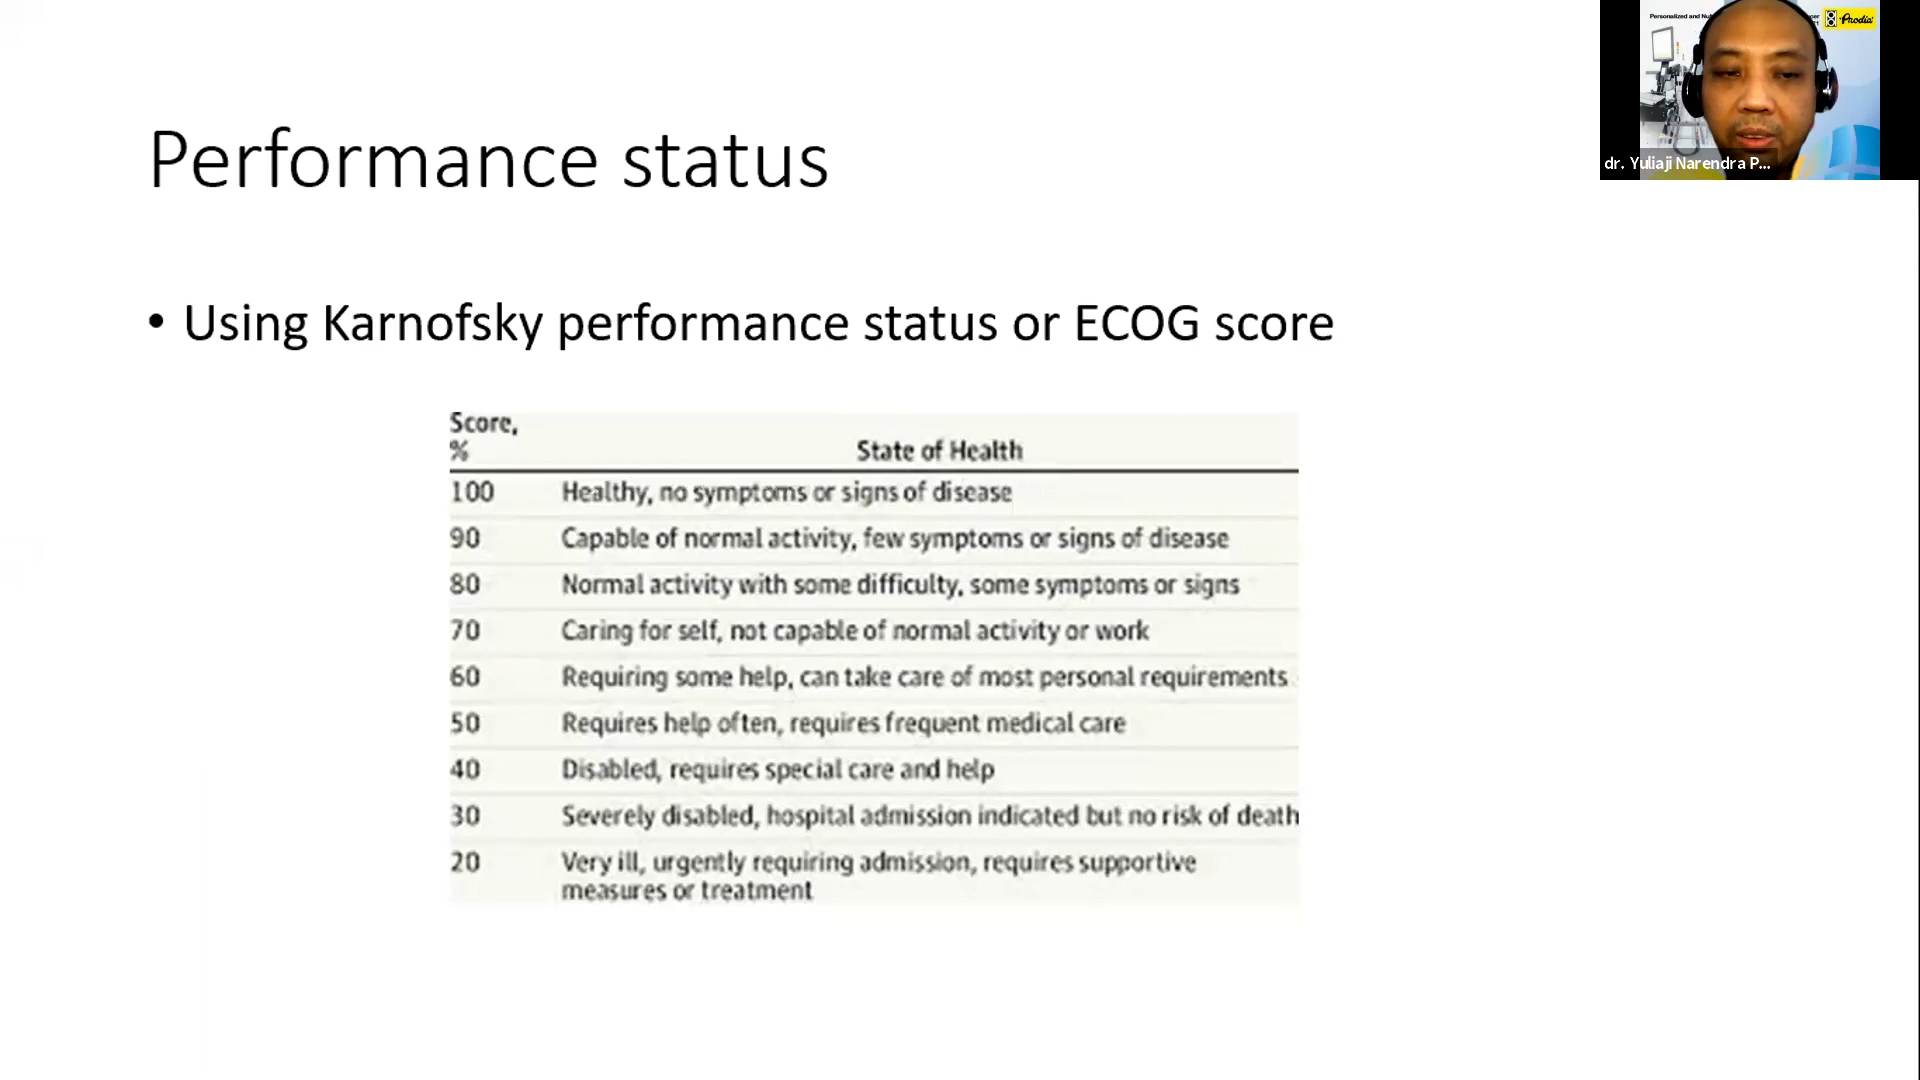 Personalized and Nu
Prodia
dr. Yuliaji Narendra P...
Performance status
• Using Karnofsky performance status or ECOG score
Score,
%
State of Health
100 Healthy, no symptoms or signs of disease
90 Capable of normal activity, few symptoms or signs of disease
80 Normal activity with some difficulty, some symptoms or signs
70 Caring for self, not capable of normal activity or work
60 Requiring some help, can take care of most personal requirements
50 Requires help often, requires frequent medical care
40 Disabled, requires special care and help
30 Severely disabled, hospital admission indicated but no risk of death
20 Very ill, urgently requiring admission, requires supportive
measures or treatment